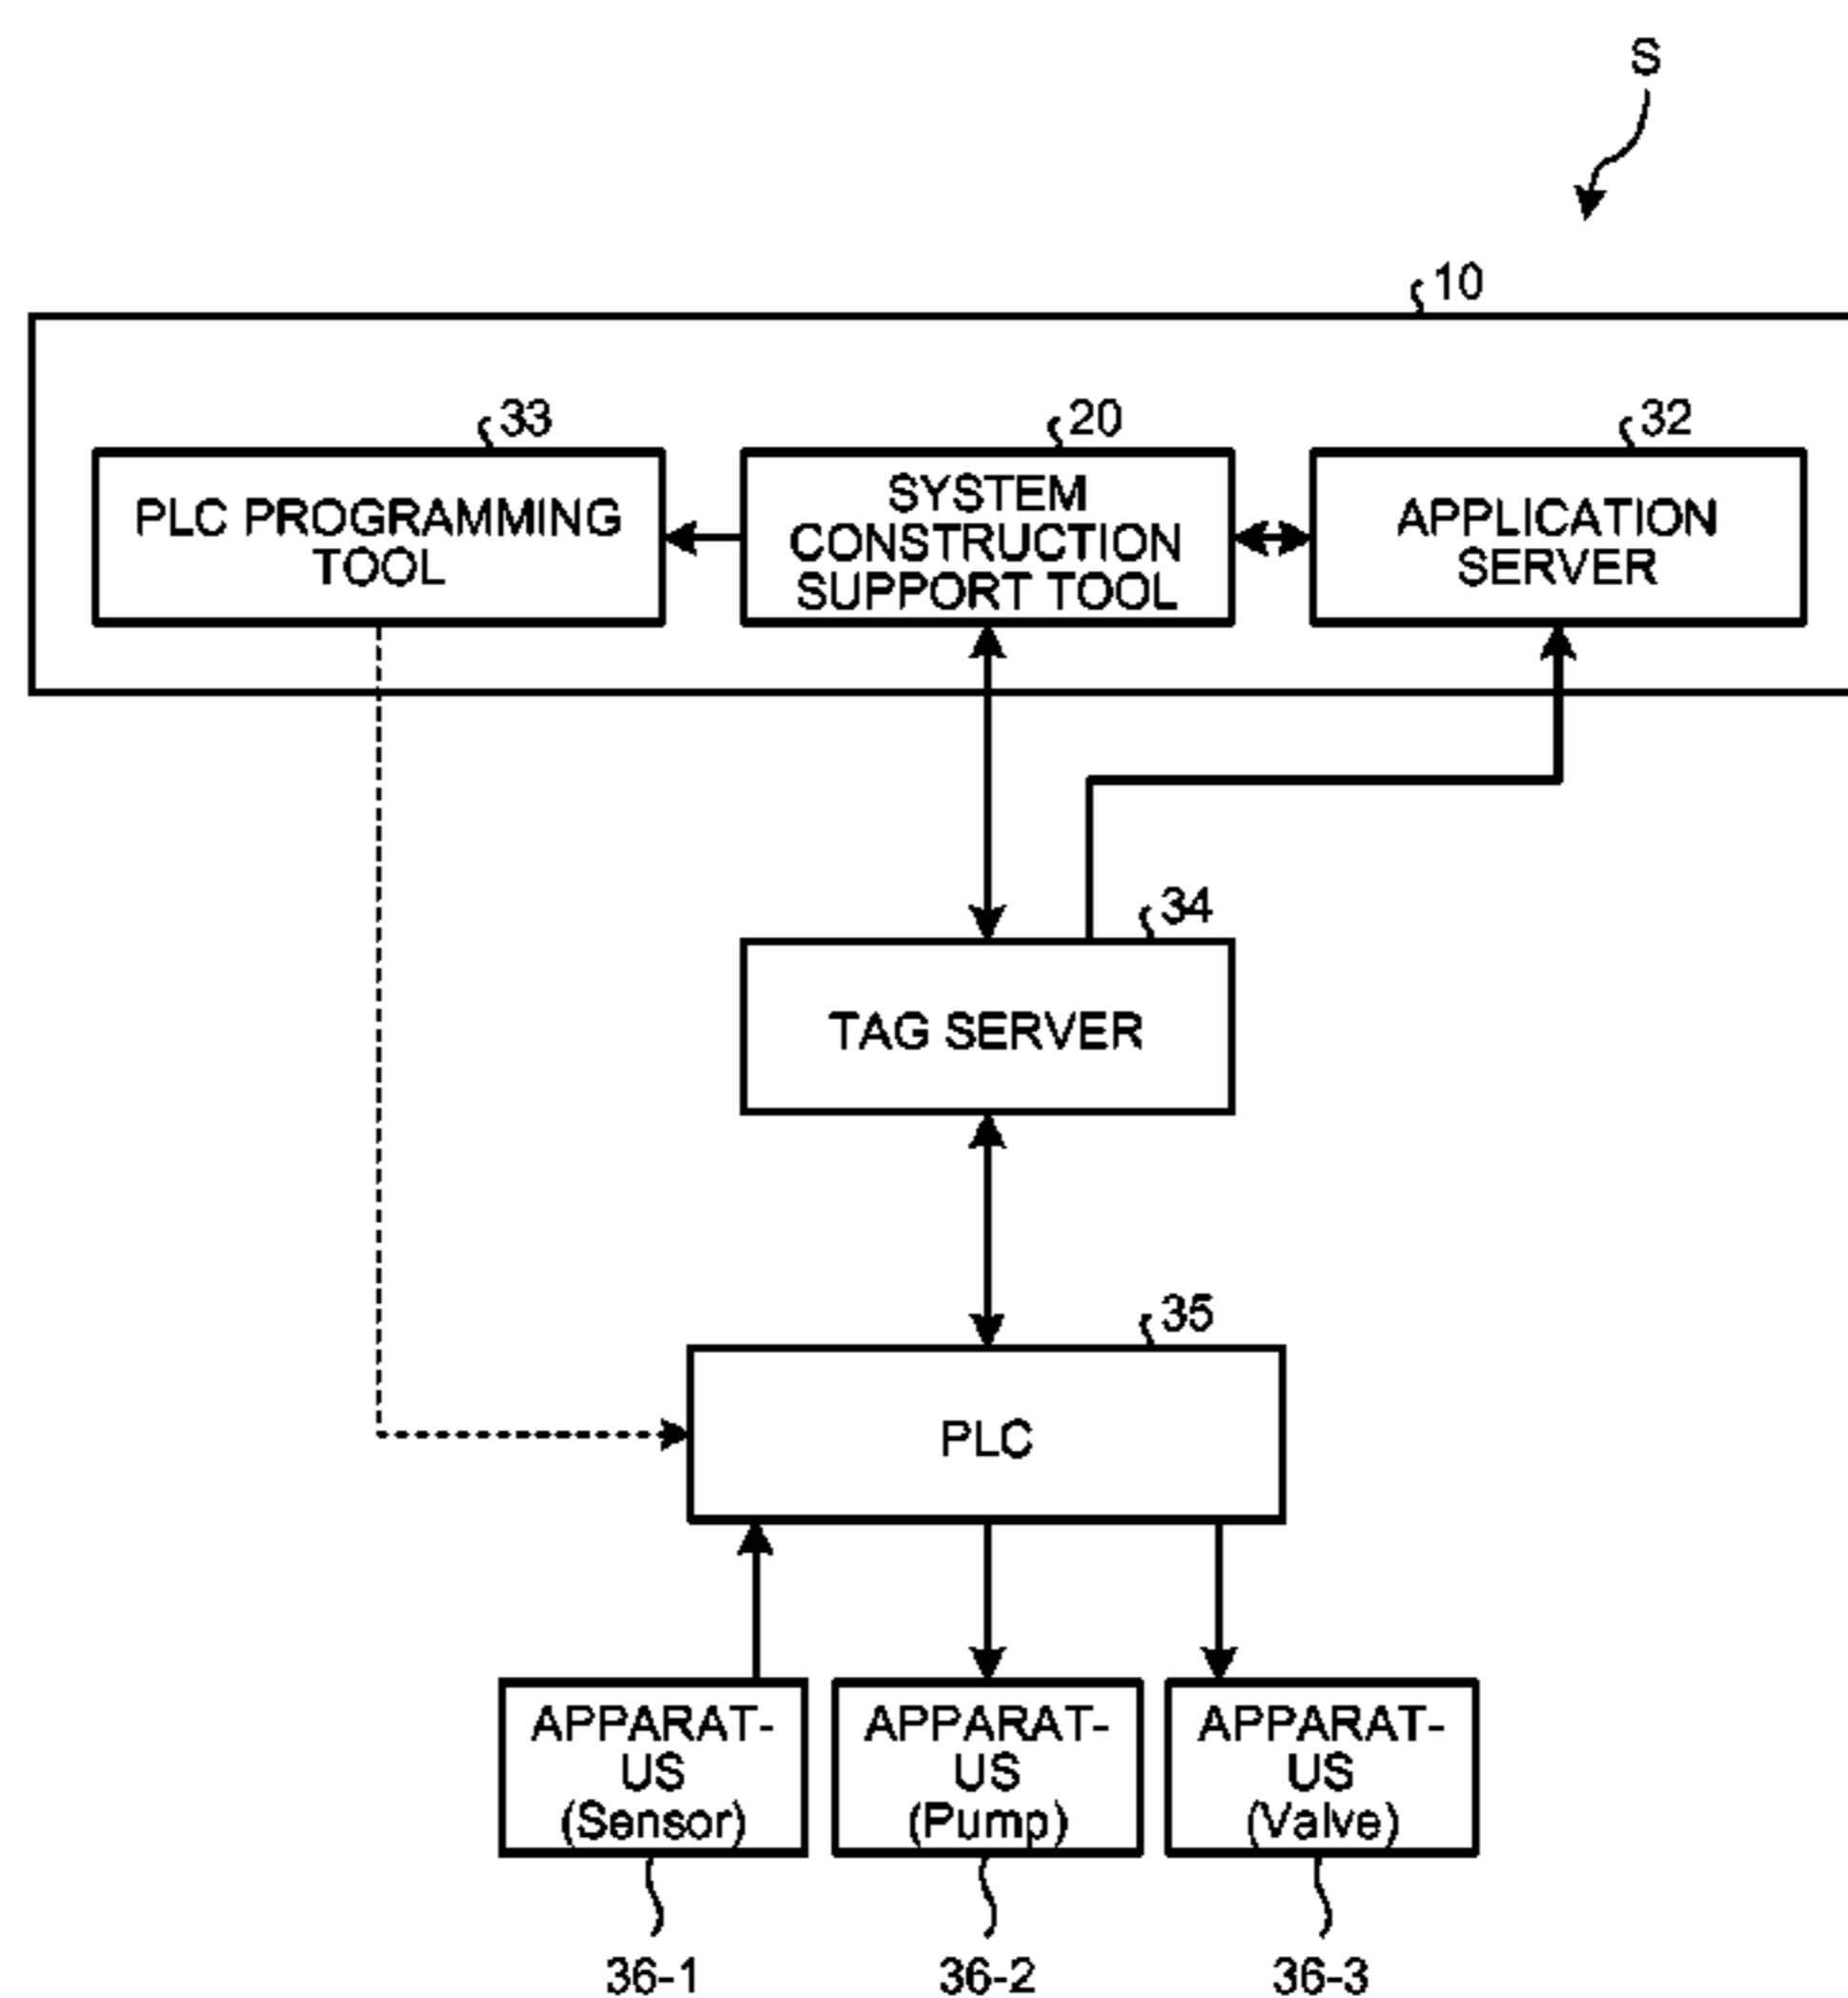 S
10
33
20
32
PLC PROGRAMMING
TOOL
SYSTEM
CONSTRUCTION
SUPPORT TOOL
APPLICATION
SERVER
34
TAG SERVER
35
PLC
APPARAT-
US
(Sensor)
APPARAT-
US
(Pump)
APPARAT-
US
(Valve)
36-1
36-2
36-3